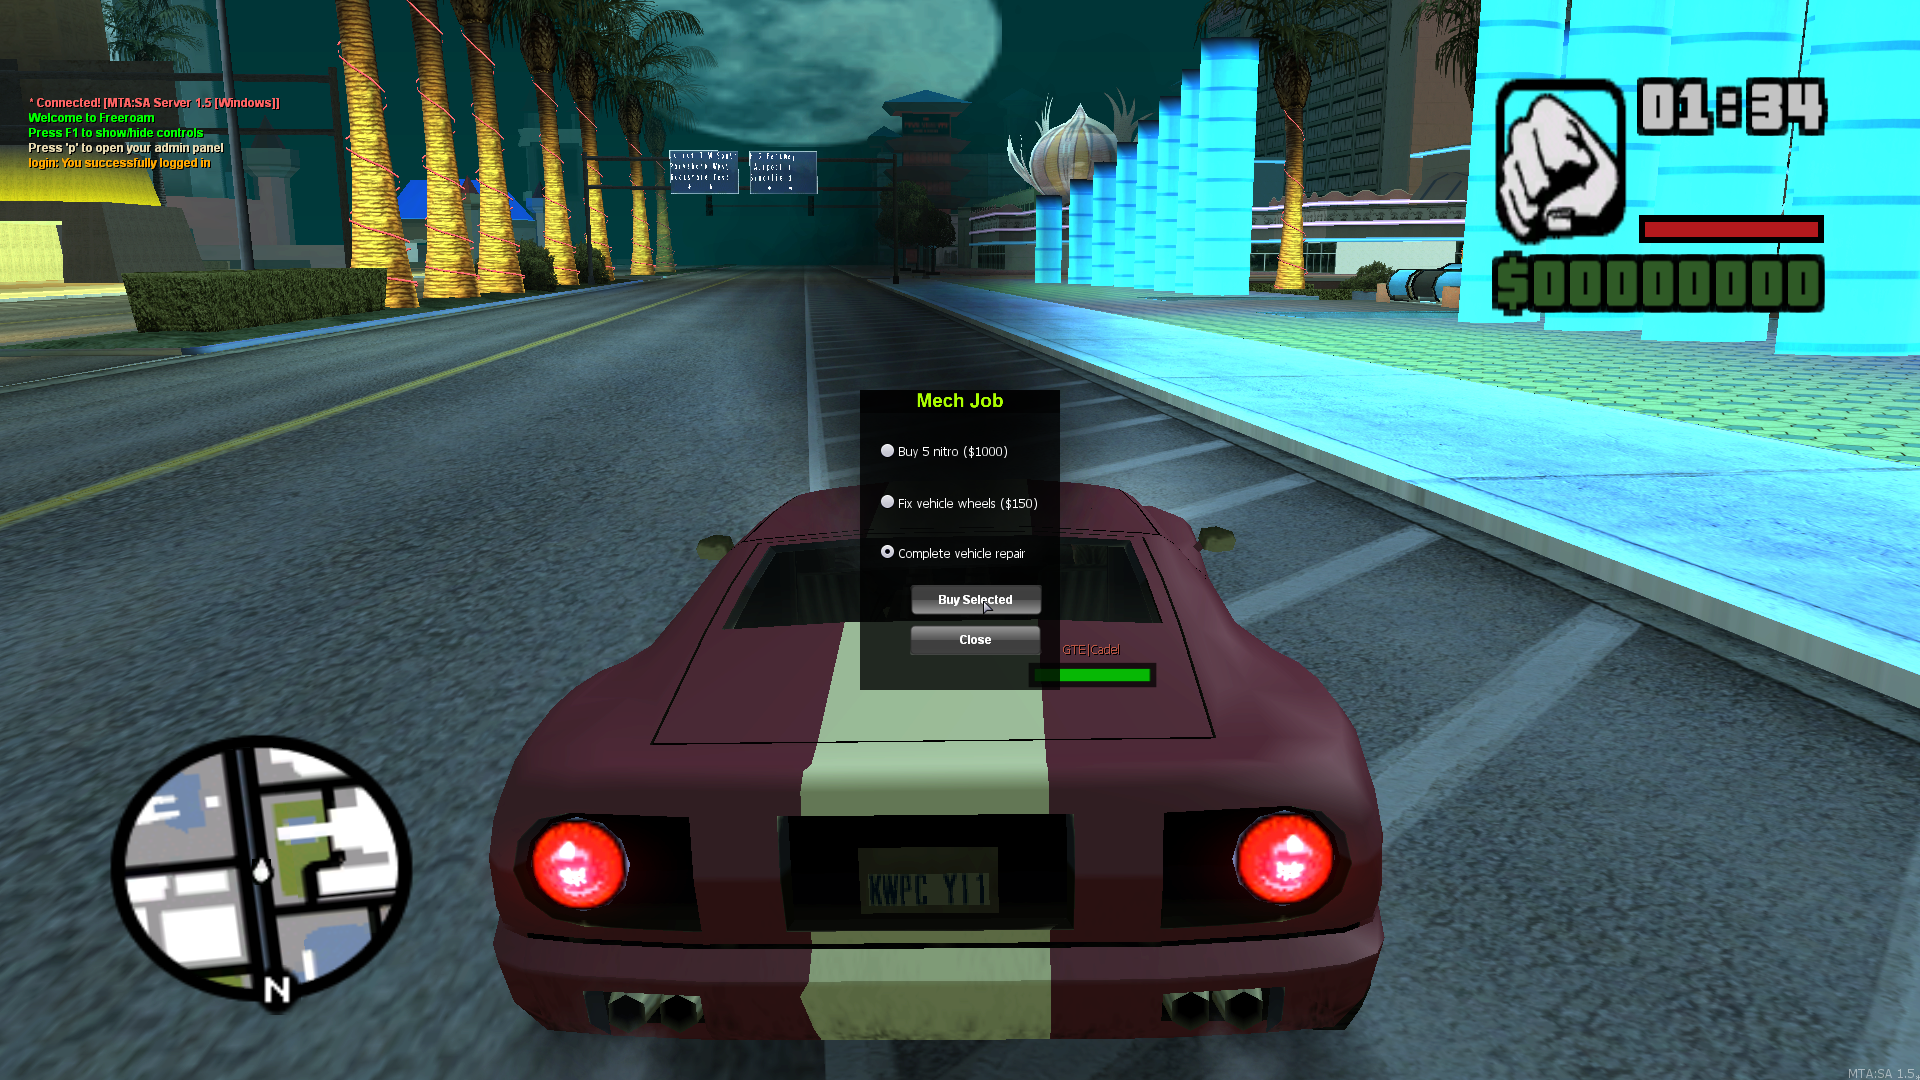 * Connected! [MTA:SA Server 1.5 [Windows]]
Welcome to Freeroam
Press F1 to show/hide controls
Press 'p' to open your admin panel
login: You successfully logged in
01:34
$00000000
Mech Job
Buy 5 nitro ($1000)
Fix vehicle wheels ($150)
Complete vehicle repair
Buy Selected
Close
GTE|Cadel
KWPC YI1
N
MTA:SA 1.5